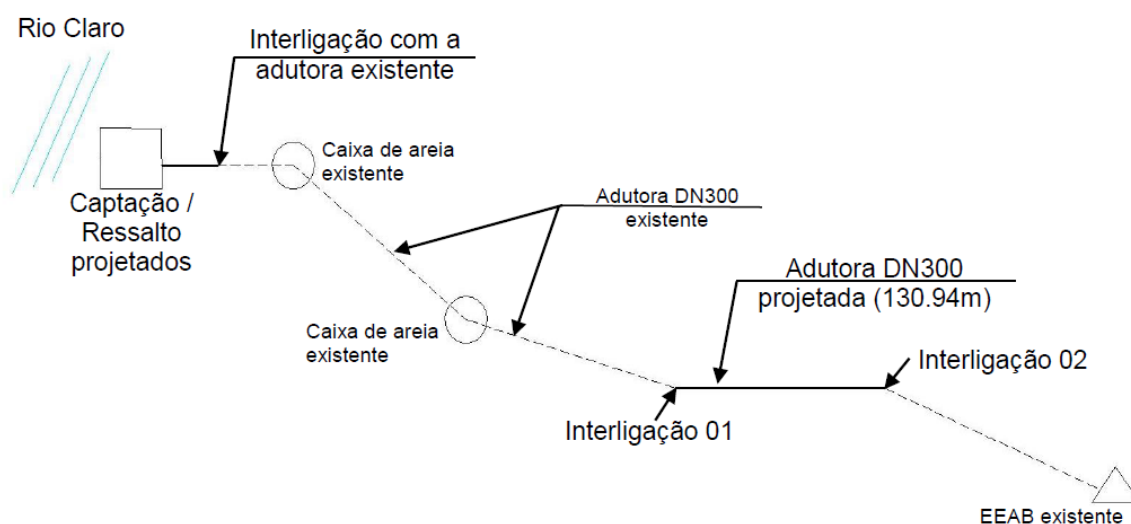 Rio Claro
Interligação com a
adutora existente
Caixa de areia
existente
Captação /
Ressalto
projetados
Adutora DN300
existente
Adutora DN300
projetada (130.94m)
Caixa de areia
existente
Interligação 02
Interligação 01
EEAB existente